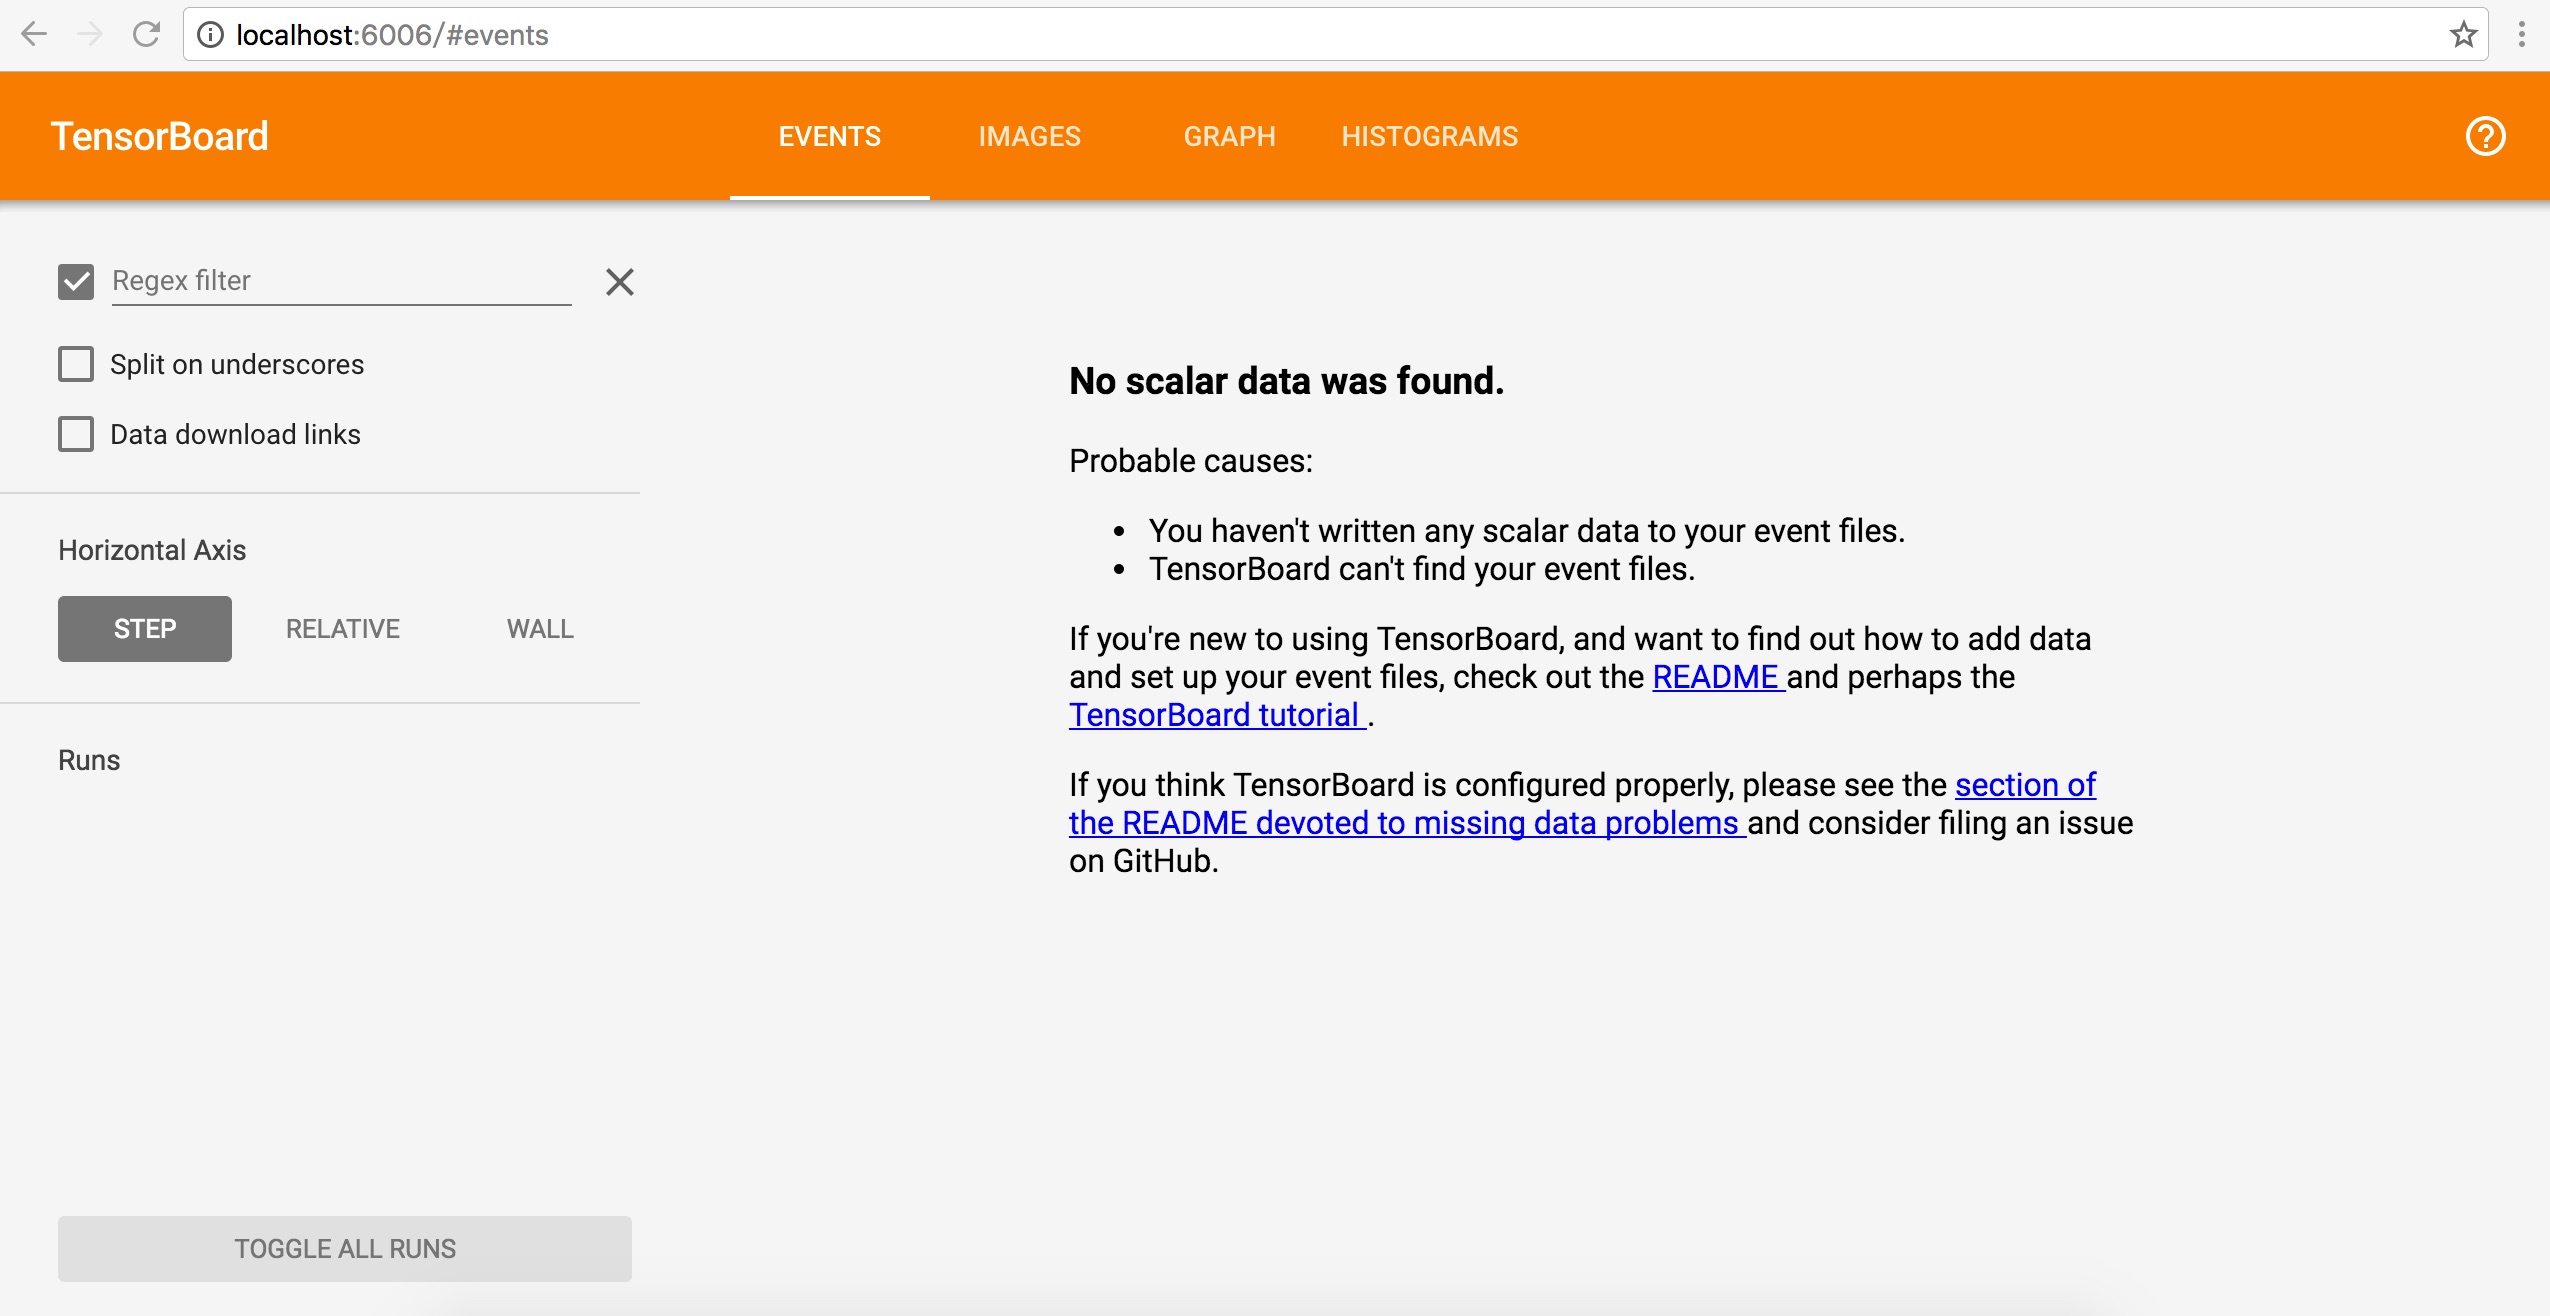 localhost:6006/#events
TensorBoard
EVENTS
IMAGES
GRAPH
HISTOGRAMS
Regex filter
Split on underscores
Data download links
Horizontal Axis
STEP
RELATIVE
WALL
Runs
TOGGLE ALL RUNS
No scalar data was found.
Probable causes:
• You haven't written any scalar data to your event files.
• TensorBoard can't find your event files.
If you're new to using TensorBoard, and want to find out how to add data
and set up your event files, check out the README and perhaps the
TensorBoard tutorial .
If you think TensorBoard is configured properly, please see the section of
the README devoted to missing data problems and consider filing an issue
on GitHub.